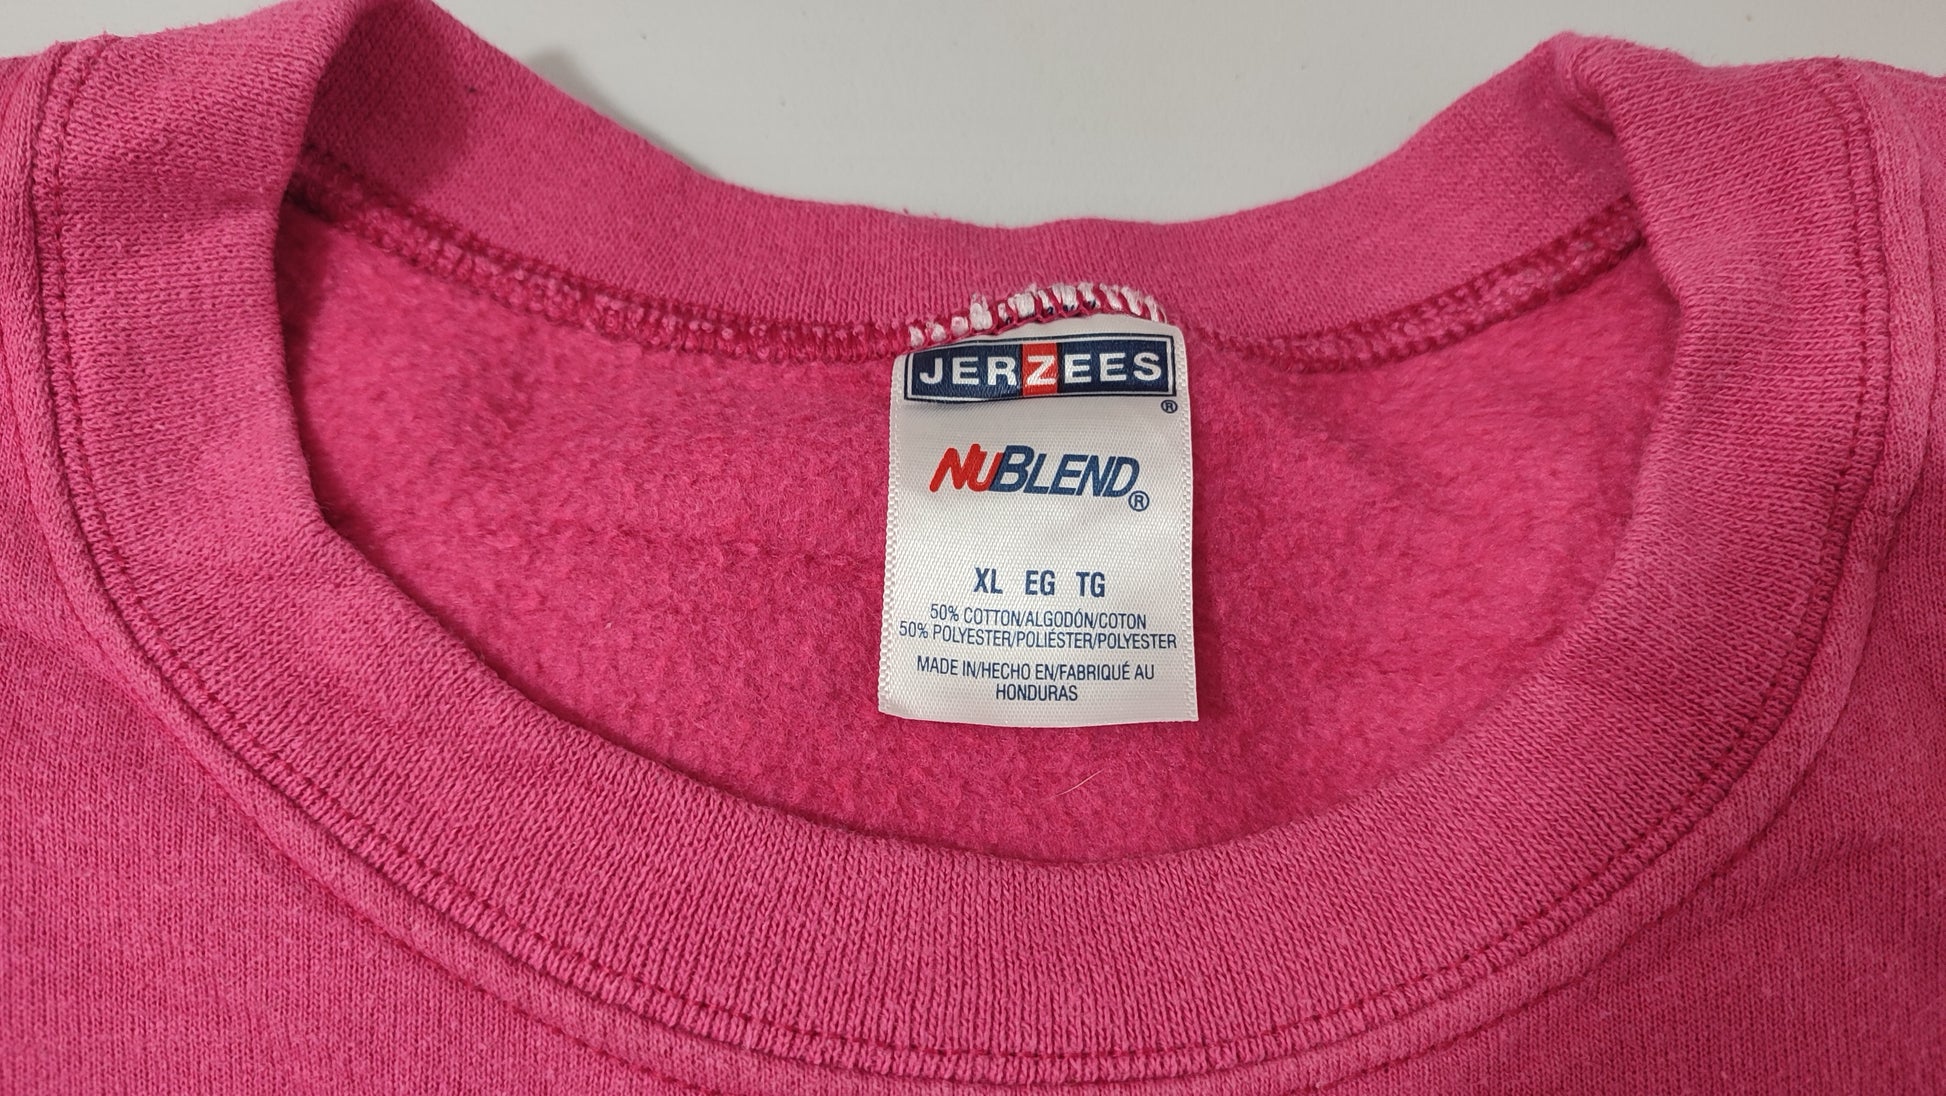 JERZEES
®
NUBLEND®
XL EG TG
50% COTTON/ALGODÓN/COTON
50% POLYESTER/POLIÉSTER/POLYESTER
MADE IN/HECHO EN/FABRIQUÉ AU
HONDURAS